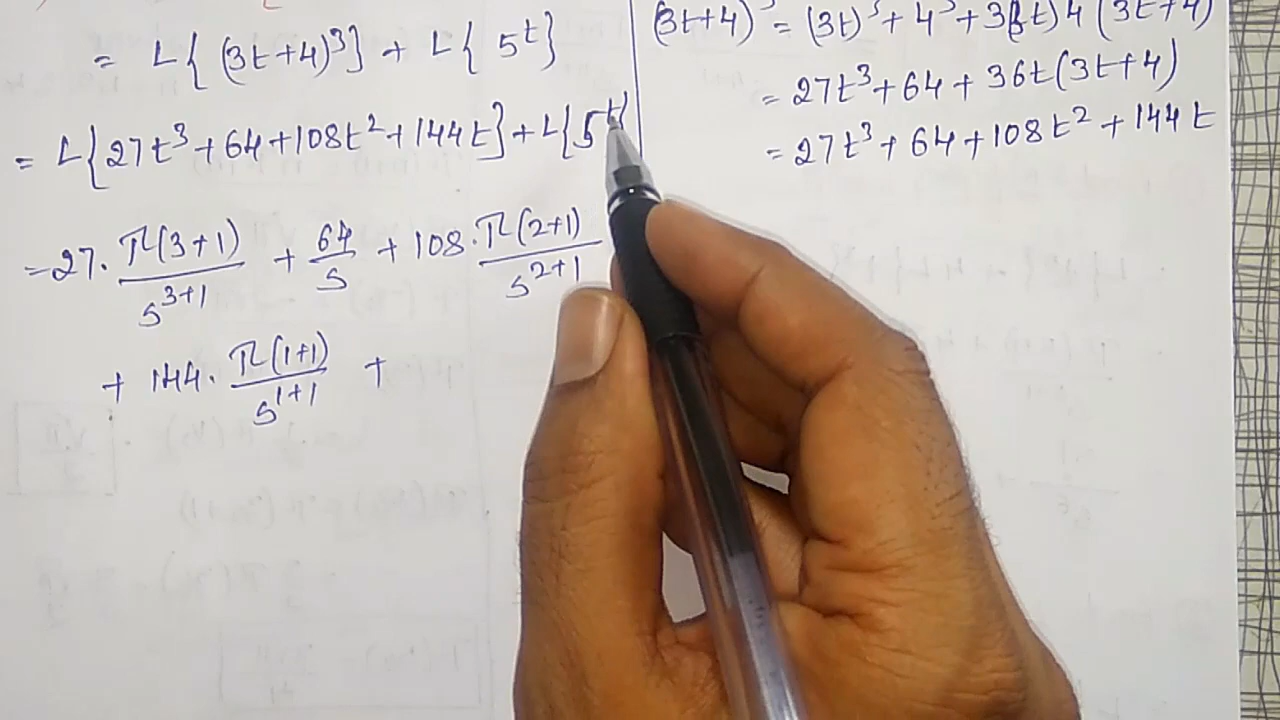 = L{ (3t+4)³} + L{ 5ᵗ}
= L{27t³+64+108t²+144t} + L{5ᵗ}
= 27. Γ(3+1)/s³⁺¹ + 64/s + 108. Γ(2+1)/s²⁺¹
+ 144. Γ(1+1)/s¹⁺¹ +
(3t+4)³ = (3t)³ + 4³ + 3(3t)4 (3t+4)
= 27t³+64 + 36t(3t+4)
= 27t³+64+108t²+144t